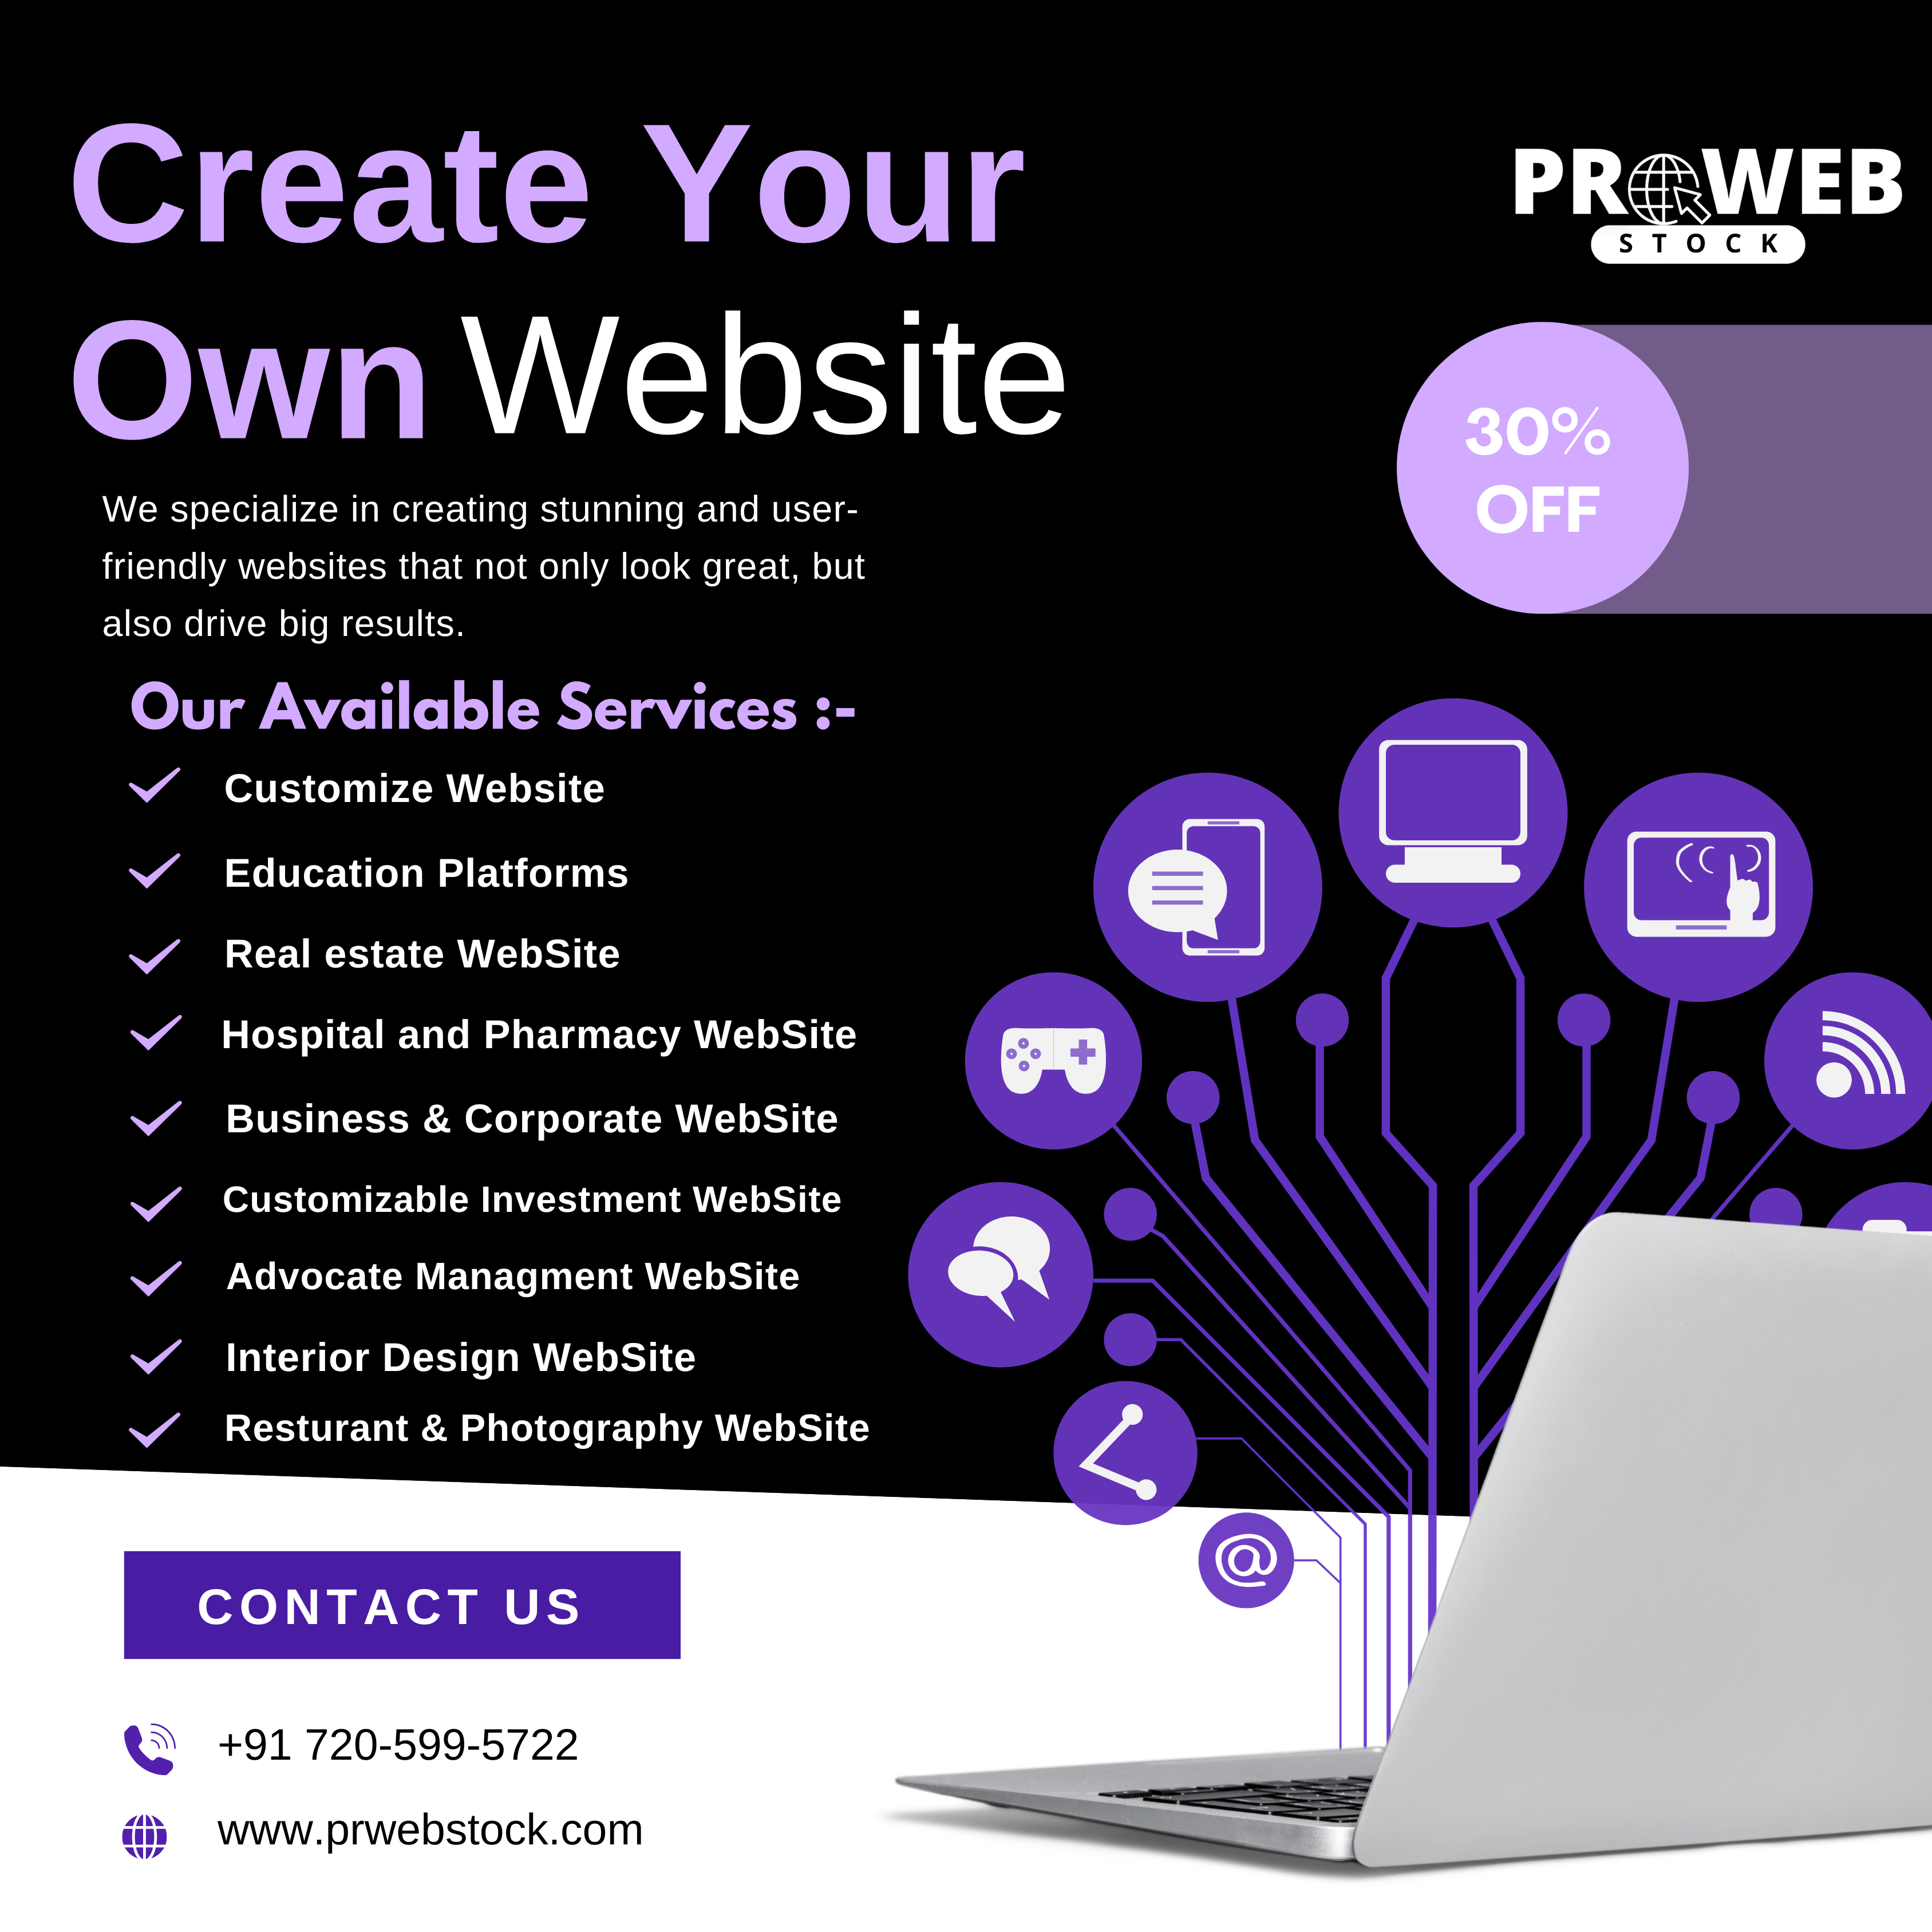 Create Your
Own Website
PROWEB
STOCK
30%
OFF
We specialize in creating stunning and user-
friendly websites that not only look great, but
also drive big results.
Our Available Services :-
Customize Website
Education Platforms
Real estate WebSite
Hospital and Pharmacy WebSite
Business & Corporate WebSite
Customizable Investment WebSite
Advocate Managment WebSite
Interior Design WebSite
Resturant & Photography WebSite
@
CONTACT US
+91 720-599-5722
www.prwebstock.com